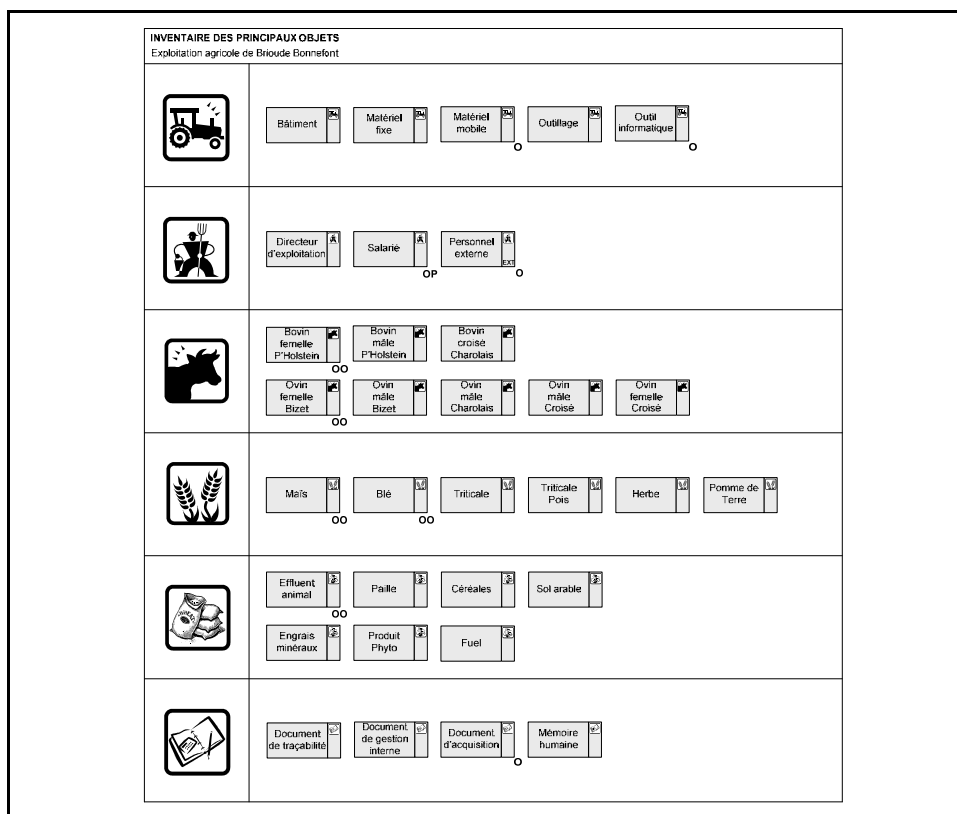 INVENTAIRE DES PRINCIPAUX OBJETS
Exploitation agricole de Brioude Bonnefont
Bâtiment
Matériel
fixe
Matériel
mobile
O
Outillage
Outil
informatique
O
Directeur
d'exploitation
Salarié
OP
Personnel
externe
EXT
O
Bovin
femelle
P'Holstein
OO
Bovin
mâle
P'Holstein
Bovin
croisé
Charolais
Ovin
femelle
Bizet
OO
Ovin
mâle
Bizet
Ovin
mâle
Charolais
Ovin
mâle
Croisé
Ovin
femelle
Croisé
Maïs
OO
Blé
OO
Triticale
Triticale
Pois
Herbe
Pomme de
Terre
Effluent
animal
OO
Paille
Céréales
Sol arable
Engrais
minéraux
Produit
Phyto
Fuel
Document
de traçabilité
Document
de gestion
interne
Document
d'acquisition
O
Mémoire
humaine